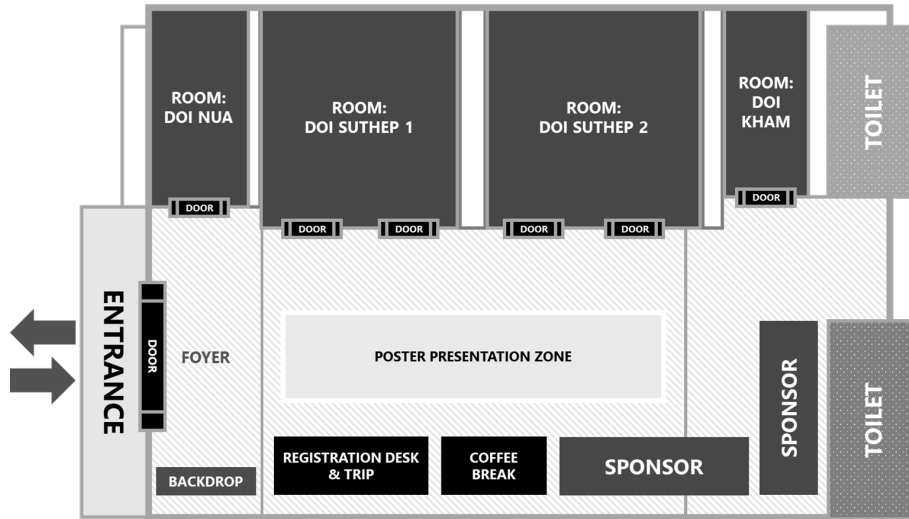 ROOM:
DOI NUA
ROOM:
DOI SUTHEP 1
ROOM:
DOI SUTHEP 2
ROOM:
DOI
KHAM
TOILET
DOOR
DOOR
DOOR
DOOR
DOOR
DOOR
ENTRANCE
DOOR
FOYER
POSTER PRESENTATION ZONE
SPONSOR
TOILET
BACKDROP
REGISTRATION DESK
& TRIP
COFFEE
BREAK
SPONSOR